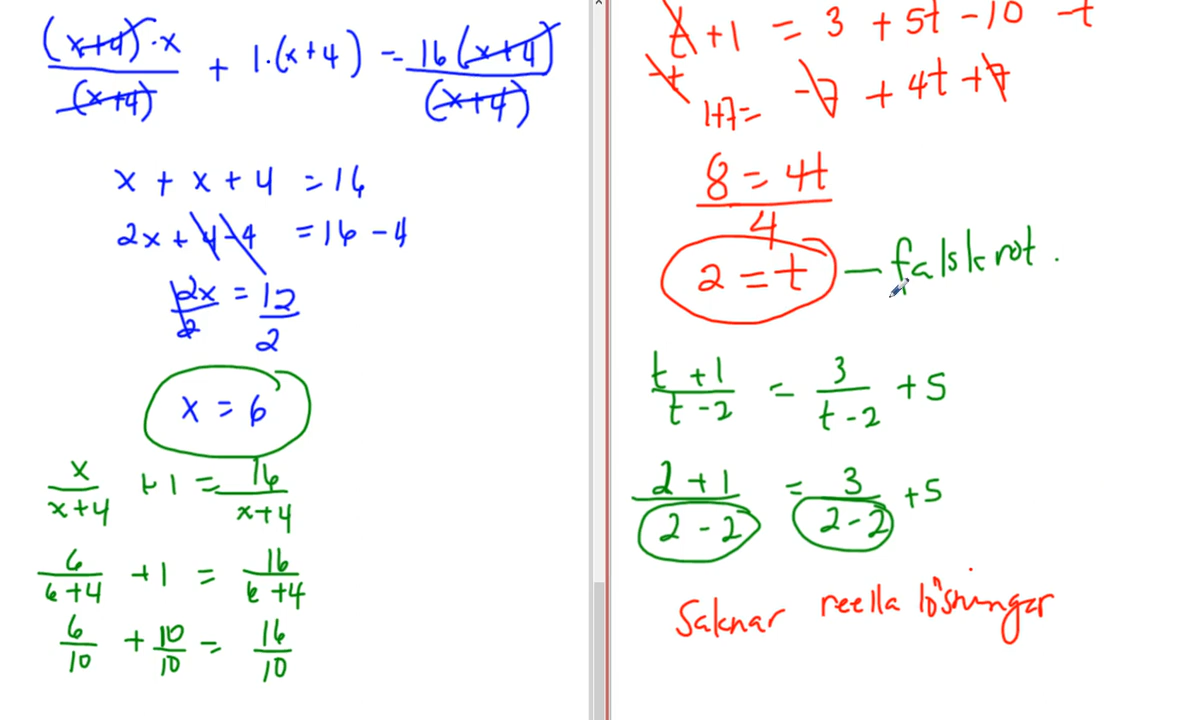 (x+4)·x / (x+4) + 1·(x+4) = 16(x+4) / (x+4)
x + x + 4 = 16
2x + 4 - 4 = 16 - 4
2x / 2 = 12 / 2
x = 6
x / x+4 + 1 = 16 / x+4
6 / 6+4 + 1 = 16 / 6+4
6 / 10 + 10 / 10 = 16 / 10
t + 1 = 3 + 5t - 10 - t
-t
1+7 = -7 + 4t + 7
8 = 4t
4
2 = t — falsk rot.
t + 1 / t - 2 = 3 / t - 2 + 5
2 + 1 / 2 - 2 = 3 / 2 - 2 + 5
Saknar reella lösningar